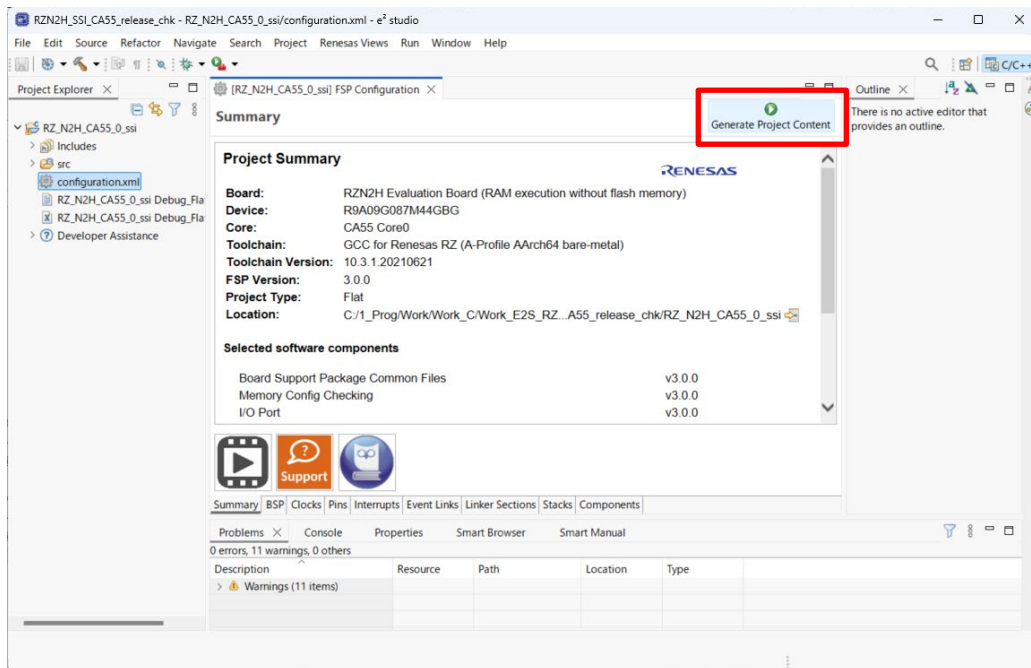 RZN2H_SSI_CA55_release_chk - RZ_N2H_CA55_0_ssi/configuration.xml - e² studio
File Edit Source Refactor Navigate Search Project Renesas Views Run Window Help
C/C++
Project Explorer
RZ_N2H_CA55_0_ssi
Includes
src
configuration.xml
RZ_N2H_CA55_0_ssi Debug_Fla
RZ_N2H_CA55_0_ssi Debug_Fla
Developer Assistance
[RZ_N2H_CA55_0_ssi] FSP Configuration
Summary
Generate Project Content
Project Summary
RENESAS
Board: RZN2H Evaluation Board (RAM execution without flash memory)
Device: R9A09G087M44GBG
Core: CA55 Core0
Toolchain: GCC for Renesas RZ (A-Profile AArch64 bare-metal)
Toolchain Version: 10.3.1.20210621
FSP Version: 3.0.0
Project Type: Flat
Location: C:/1_Prog/Work/Work_C/Work_E2S_RZ...A55_release_chk/RZ_N2H_CA55_0_ssi
Selected software components
Board Support Package Common Files v3.0.0
Memory Config Checking v3.0.0
I/O Port v3.0.0
Support
Summary BSP Clocks Pins Interrupts Event Links Linker Sections Stacks Components
Outline
There is no active editor that
provides an outline.
Problems Console Properties Smart Browser Smart Manual
0 errors, 11 warnings, 0 others
Description Resource Path Location Type
Warnings (11 items)